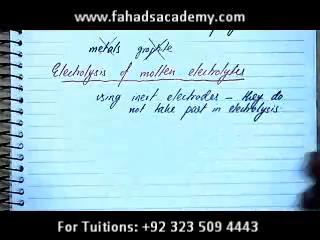 www.fahadsacademy.com
metals graphite
Electrolysis of molten electrolytes
using inert electrodes – they do
not take part in electrolysis
For Tuitions: +92 323 509 4443